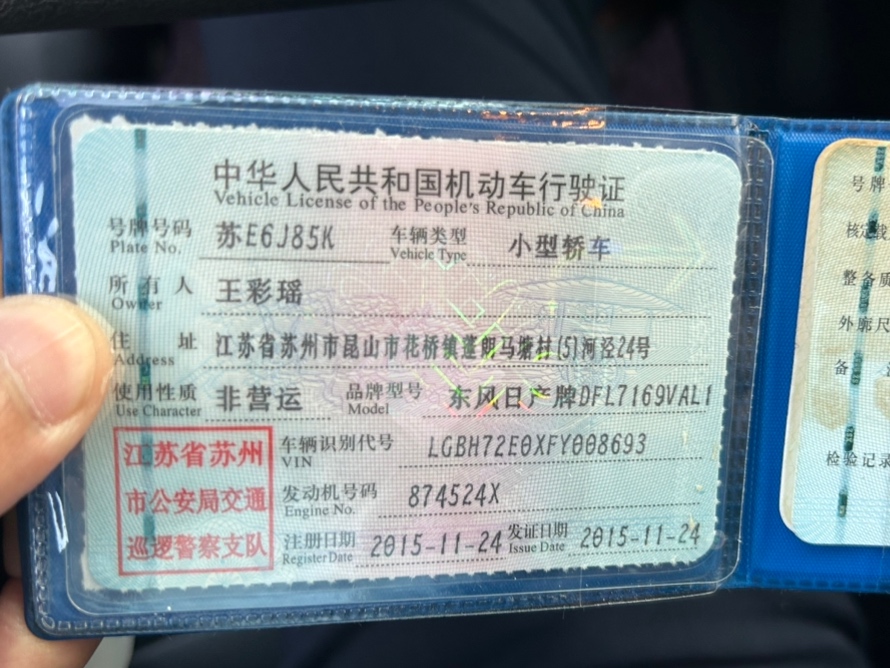 中华人民共和国机动车行驶证
Vehicle License of the People's Republic of China
号牌号码 苏E6J85K 车辆类型 小型轿车
Plate No. Vehicle Type
所有人 王彩瑶
Owner
住址 江苏省苏州市昆山市花桥镇蓬朗马塘村(5)河泾24号
Address
使用性质 非营运 品牌型号 东风日产牌DFL7169VAL1
Use Character Model
江苏省苏州
市公安局交通
巡逻警察支队
车辆识别代号 LGBH72E0XFY008693
VIN
发动机号码 874524X
Engine No.
注册日期 2015-11-24 发证日期 2015-11-24
Register Date Issue Date
号牌
核定载
整备质
外廓尺
备
检验记录